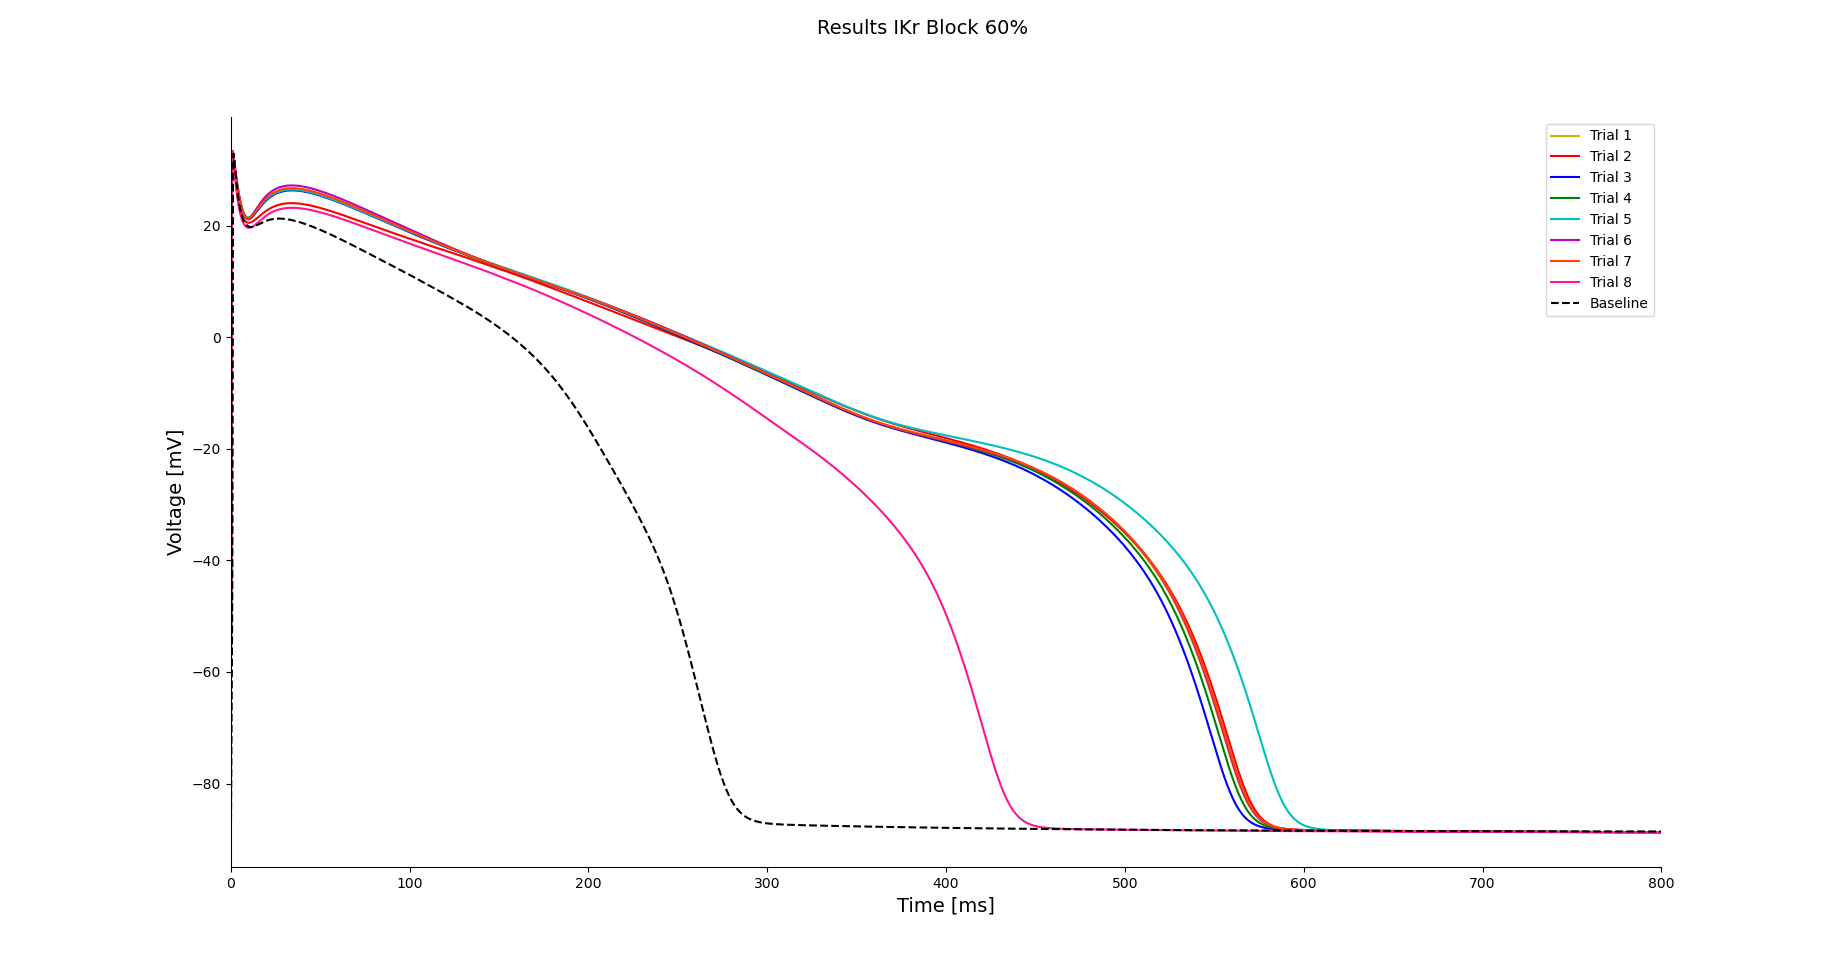 Results IKr Block 60%
Trial 1
Trial 2
Trial 3
Trial 4
Trial 5
Trial 6
Trial 7
Trial 8
Baseline
Voltage [mV]
20
0
−20
−40
−60
−80
0 100 200 300 400 500 600 700 800
Time [ms]